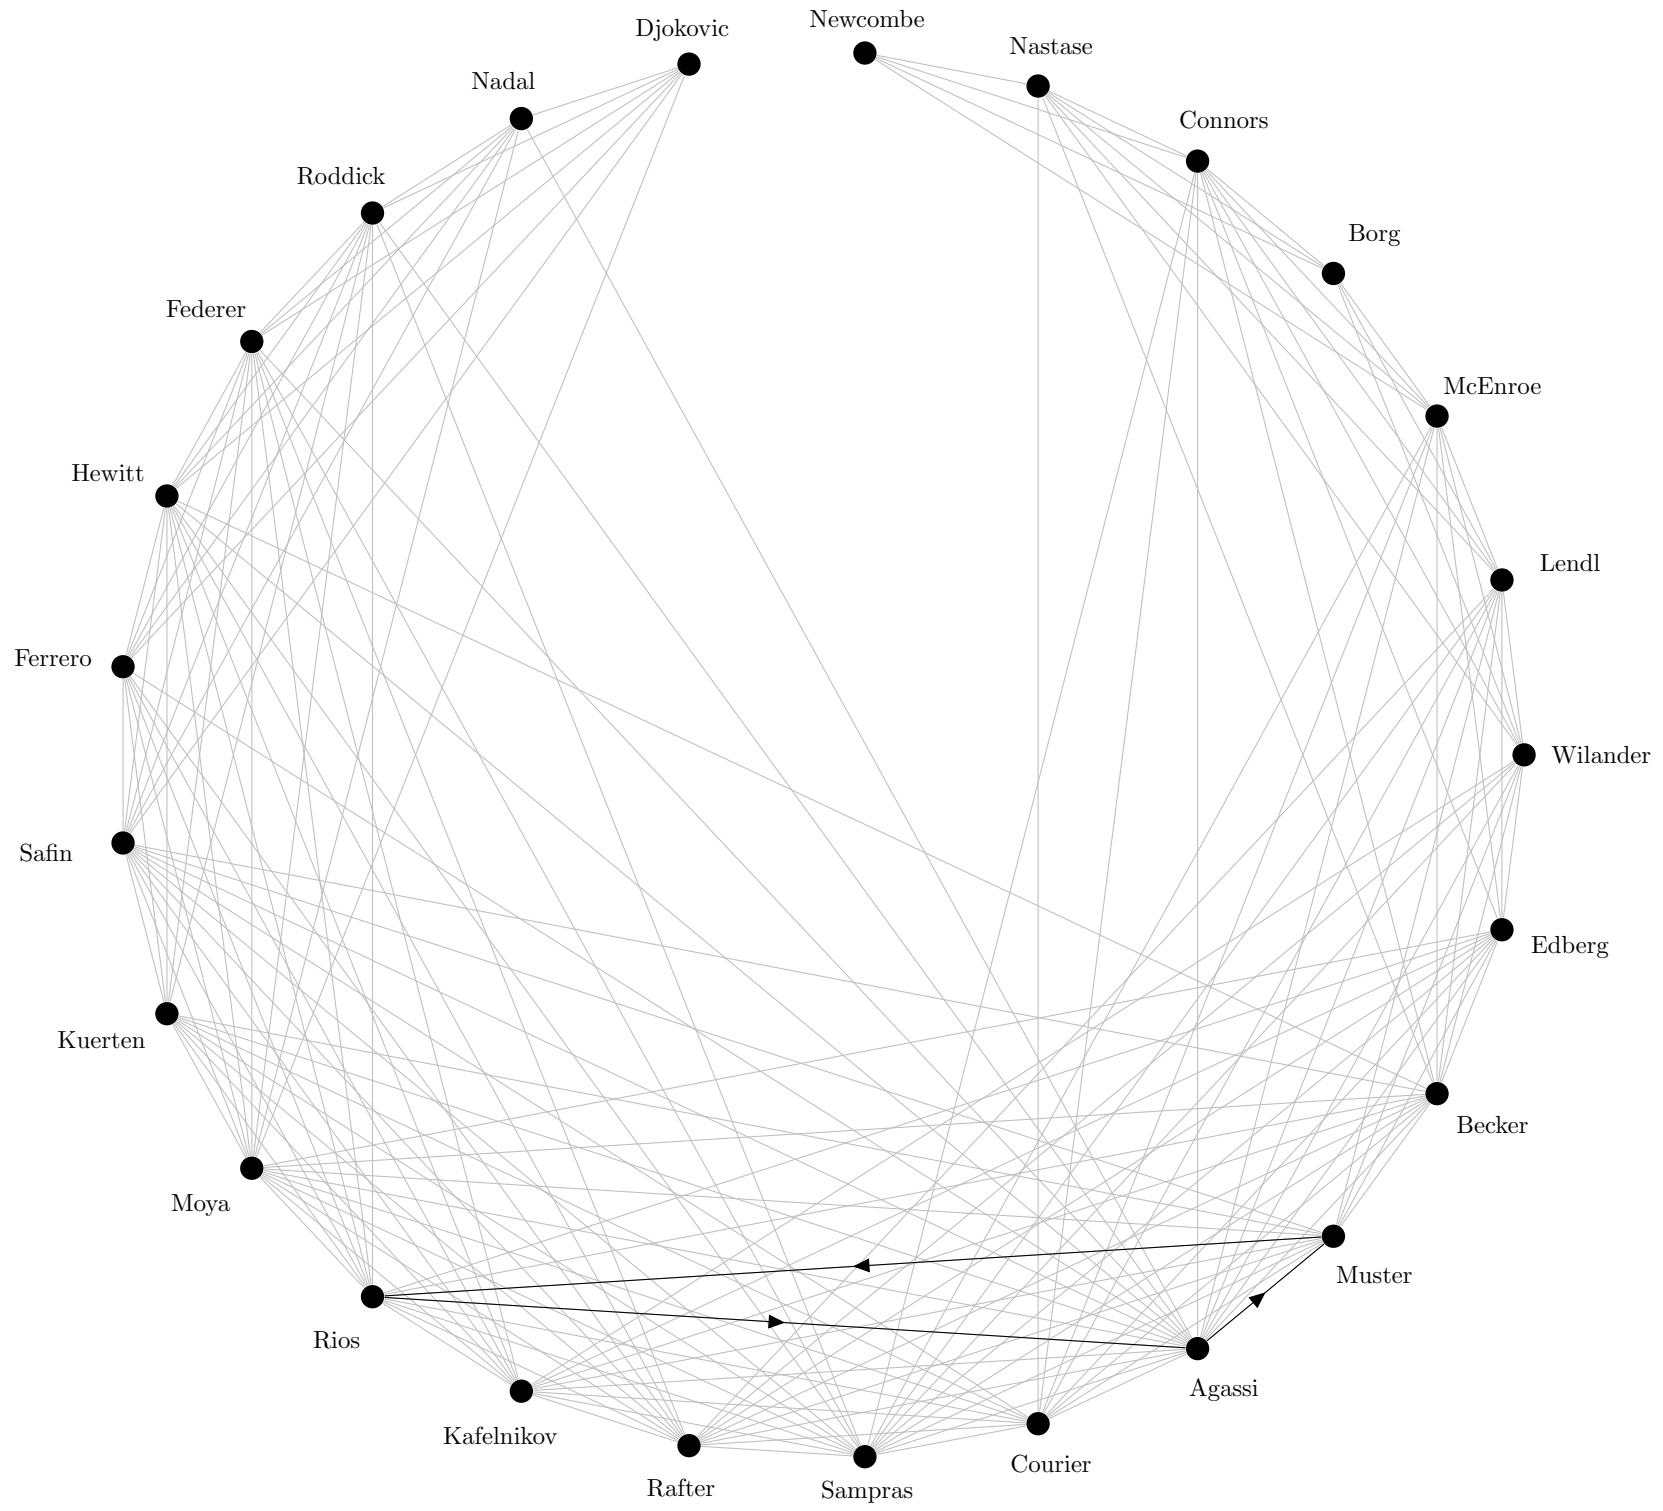 Newcombe
Djokovic
Nastase
Nadal
Connors
Roddick
Borg
Federer
McEnroe
Hewitt
Lendl
Ferrero
Wilander
Safin
Edberg
Kuerten
Becker
Moya
Muster
Rios
Agassi
Kafelnikov
Courier
Rafter
Sampras